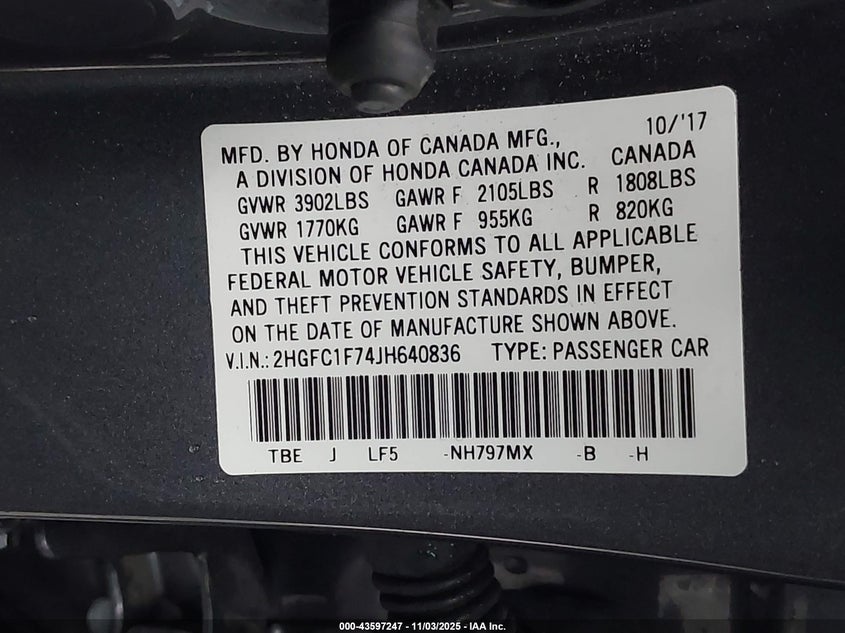 10/'17
MFD. BY HONDA OF CANADA MFG.,
A DIVISION OF HONDA CANADA INC. CANADA
GVWR 3902LBS GAWR F 2105LBS R 1808LBS
GVWR 1770KG GAWR F 955KG R 820KG
THIS VEHICLE CONFORMS TO ALL APPLICABLE
FEDERAL MOTOR VEHICLE SAFETY, BUMPER,
AND THEFT PREVENTION STANDARDS IN EFFECT
ON THE DATE OF MANUFACTURE SHOWN ABOVE.
V.I.N.: 2HGFC1F74JH640836 TYPE: PASSENGER CAR
TBE J LF5 -NH797MX -B -H
000-43597247 - 11/03/2025 - IAA Inc.